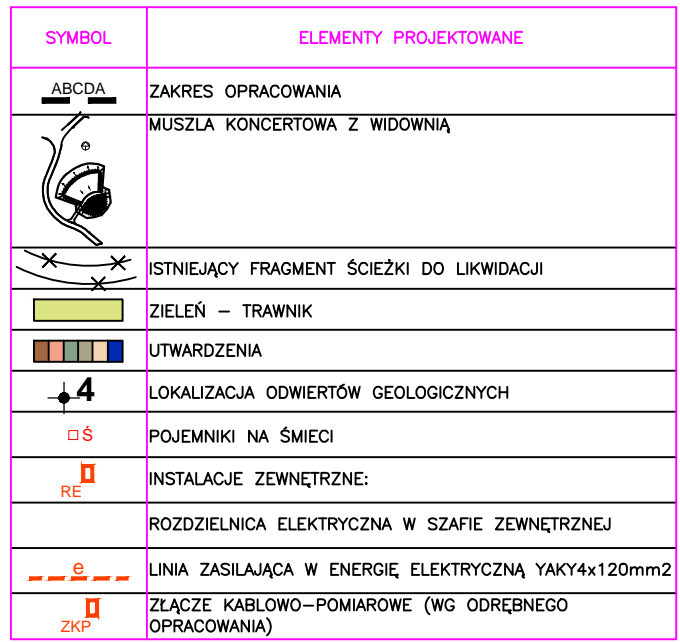 SYMBOL ELEMENTY PROJEKTOWANE
ABCDA ZAKRES OPRACOWANIA
MUSZLA KONCERTOWA Z WIDOWNIĄ
ISTNIEJĄCY FRAGMENT ŚCIEŻKI DO LIKWIDACJI
ZIELEŃ – TRAWNIK
UTWARDZENIA
4 LOKALIZACJA ODWIERTÓW GEOLOGICZNYCH
Ś POJEMNIKI NA ŚMIECI
RE INSTALACJE ZEWNĘTRZNE:
ROZDZIELNICA ELEKTRYCZNA W SZAFIE ZEWNĘTRZNEJ
e LINIA ZASILAJĄCA W ENERGIĘ ELEKTRYCZNĄ YAKY4x120mm2
ZKP ZŁĄCZE KABLOWO–POMIAROWE (WG ODRĘBNEGO
OPRACOWANIA)